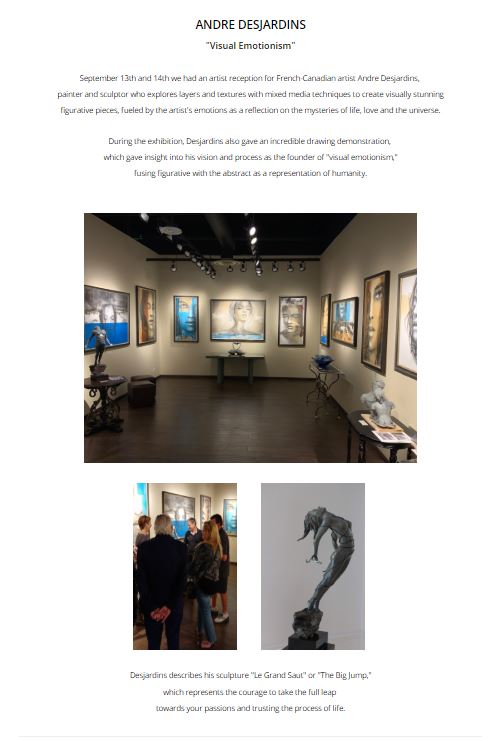 ANDRE DESJARDINS
"Visual Emotionism"
September 13th and 14th we had an artist reception for French-Canadian artist Andre Desjardins,
painter and sculptor who explores layers and textures with mixed media techniques to create visually stunning
figurative pieces, fueled by the artist's emotions as a reflection on the mysteries of life, love and the universe.
During the exhibition, Desjardins also gave an incredible drawing demonstration,
which gave insight into his vision and process as the founder of "visual emotionism,"
fusing figurative with the abstract as a representation of humanity.
Desjardins describes his sculpture "Le Grand Saut" or "The Big Jump,"
which represents the courage to take the full leap
towards your passions and trusting the process of life.